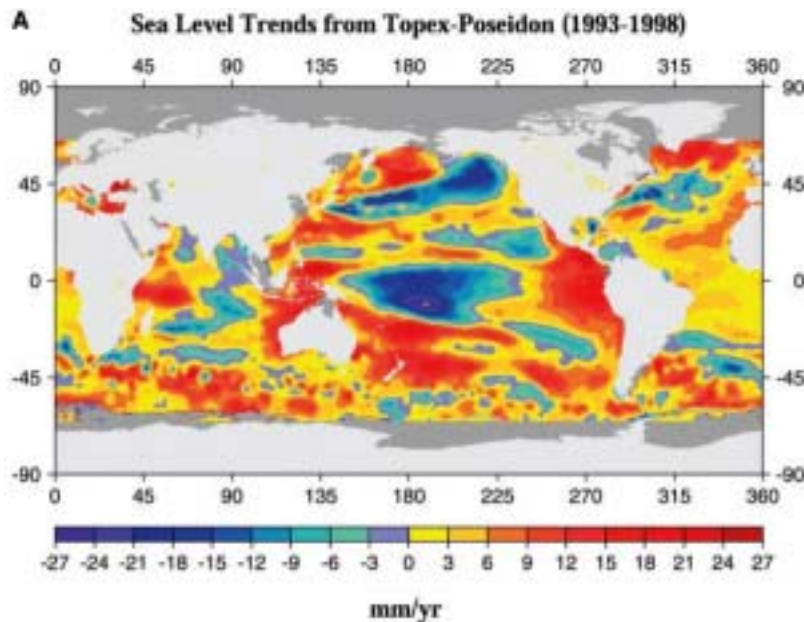 A
Sea Level Trends from Topex-Poseidon (1993-1998)
0 45 90 135 180 225 270 315 360
90 90
45 45
0 0
-45 -45
-90 -90
0 45 90 135 180 225 270 315 360
-27 -24 -21 -18 -15 -12 -9 -6 -3 0 3 6 9 12 15 18 21 24 27
mm/yr